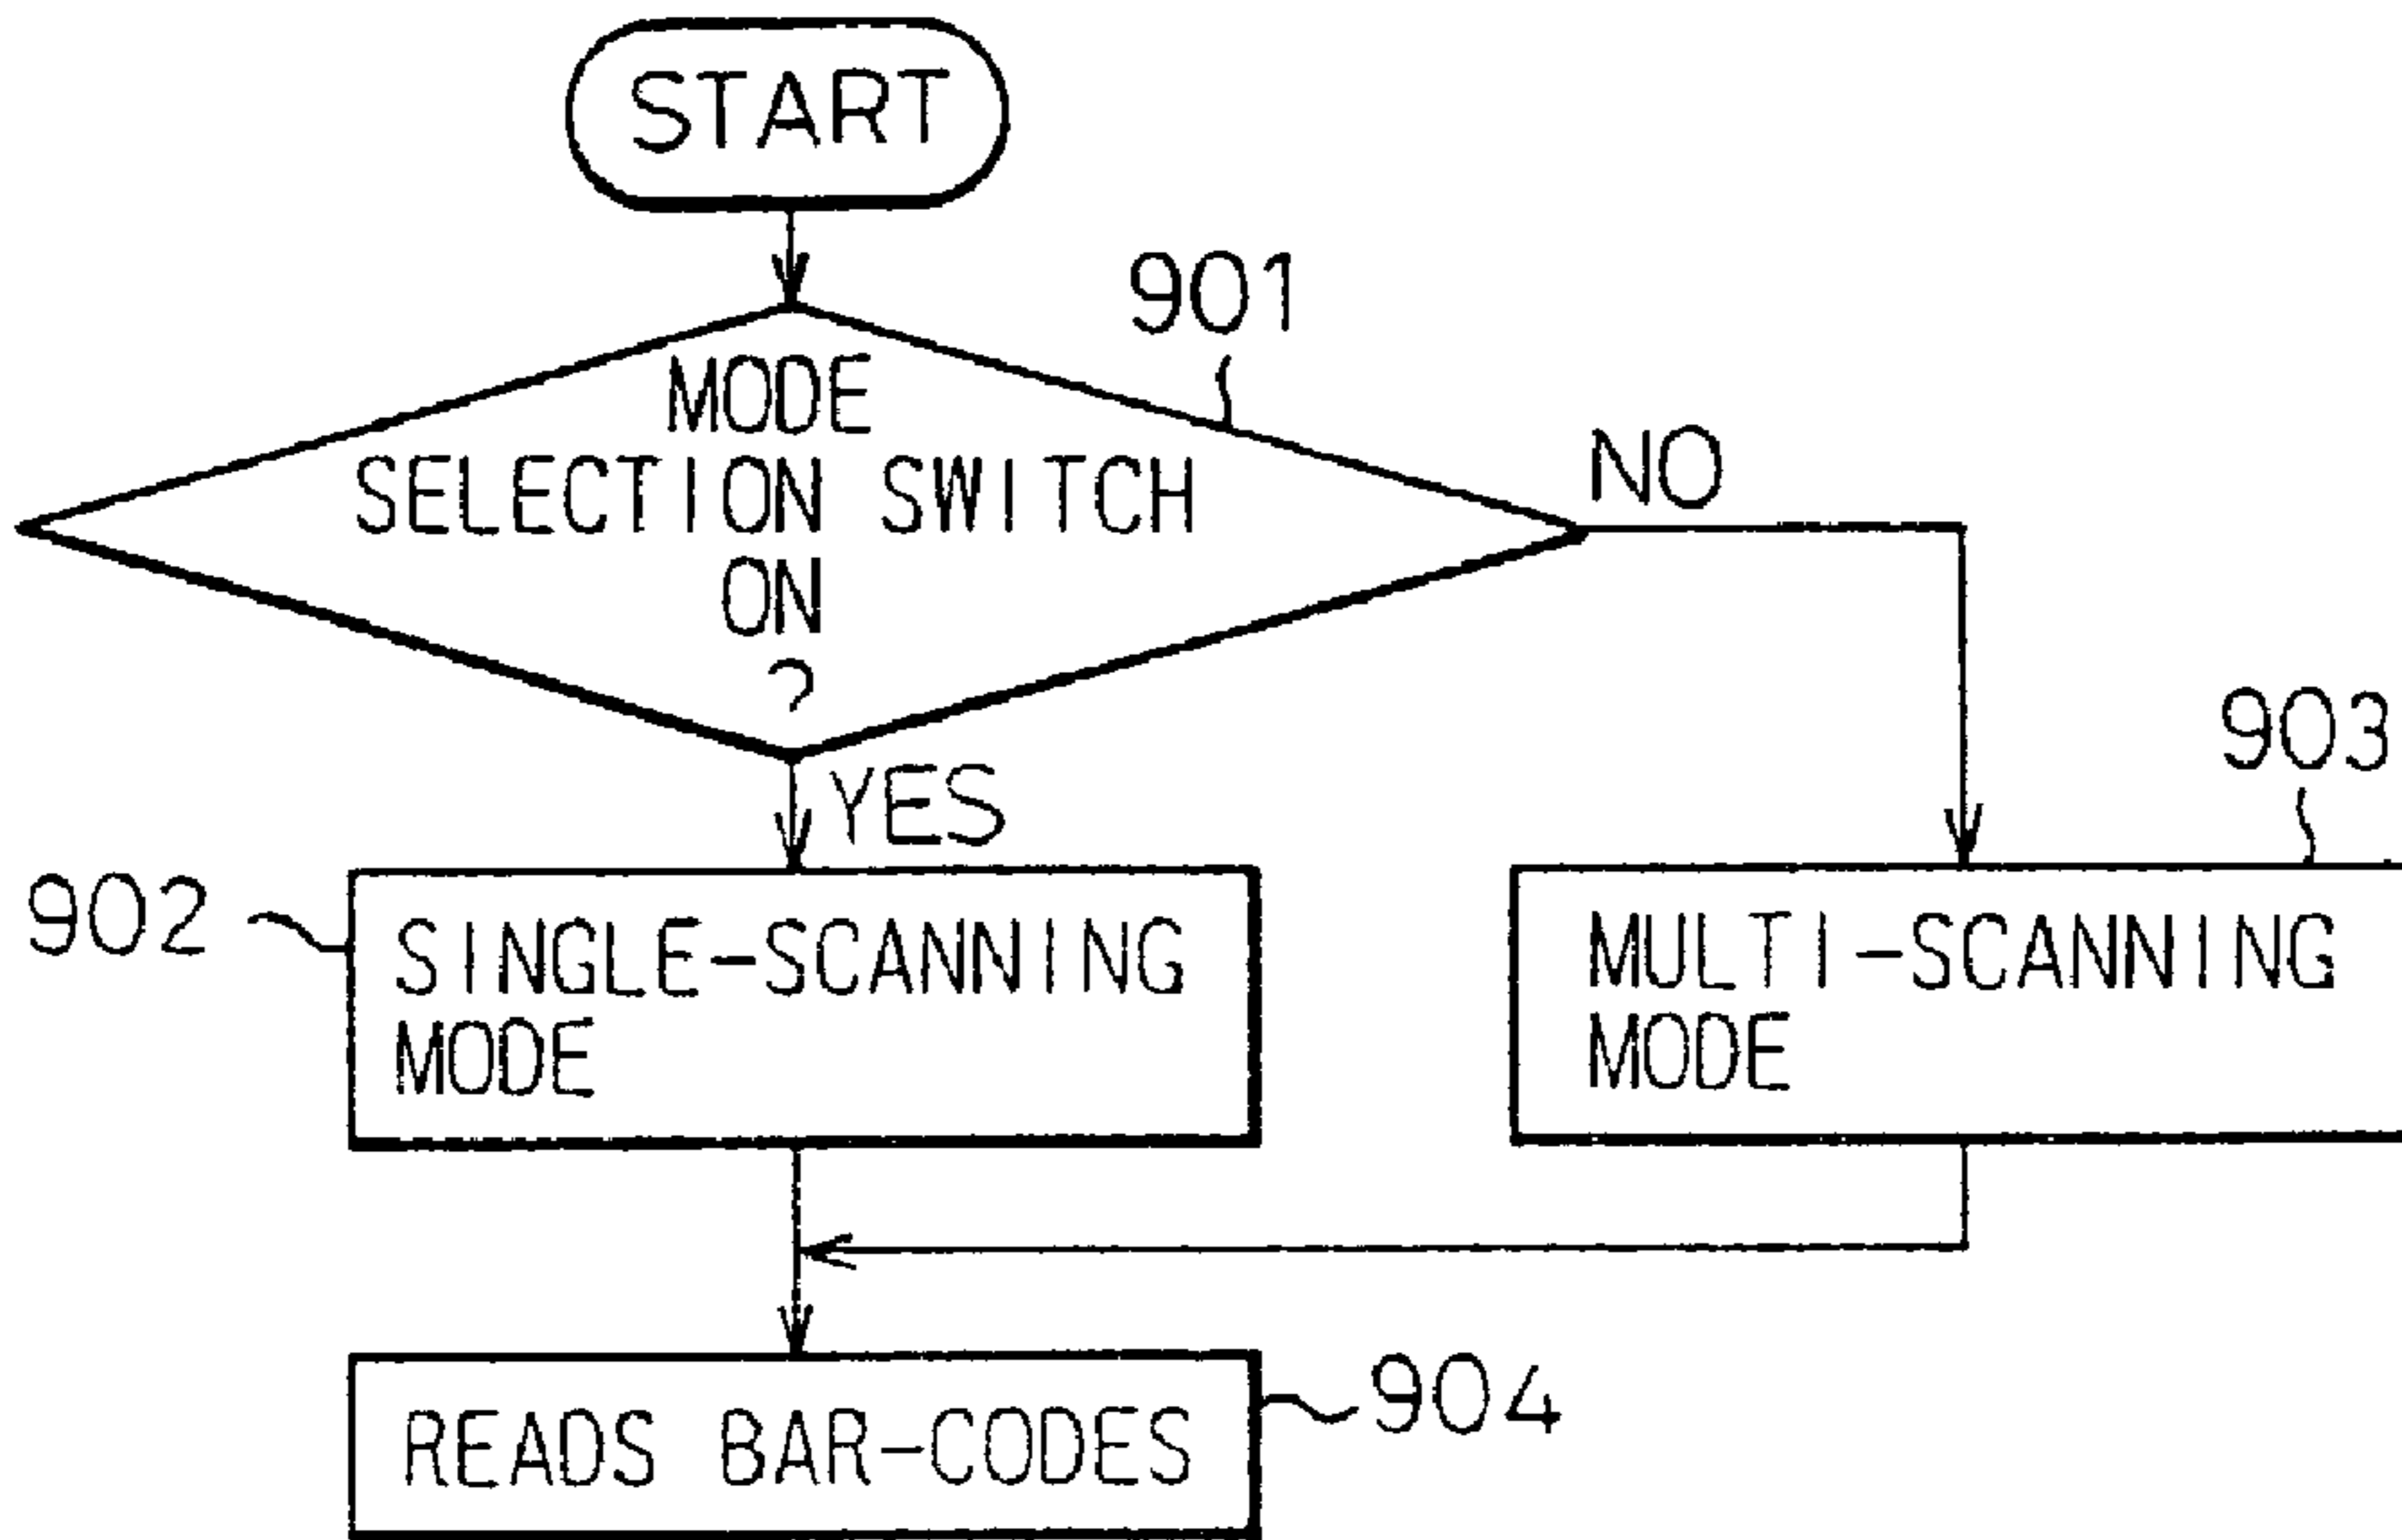 START
901
MODE
SELECTION SWITCH
ON
?
NO
YES
903
902
SINGLE-SCANNING
MODE
MULTI-SCANNING
MODE
READS BAR-CODES
904